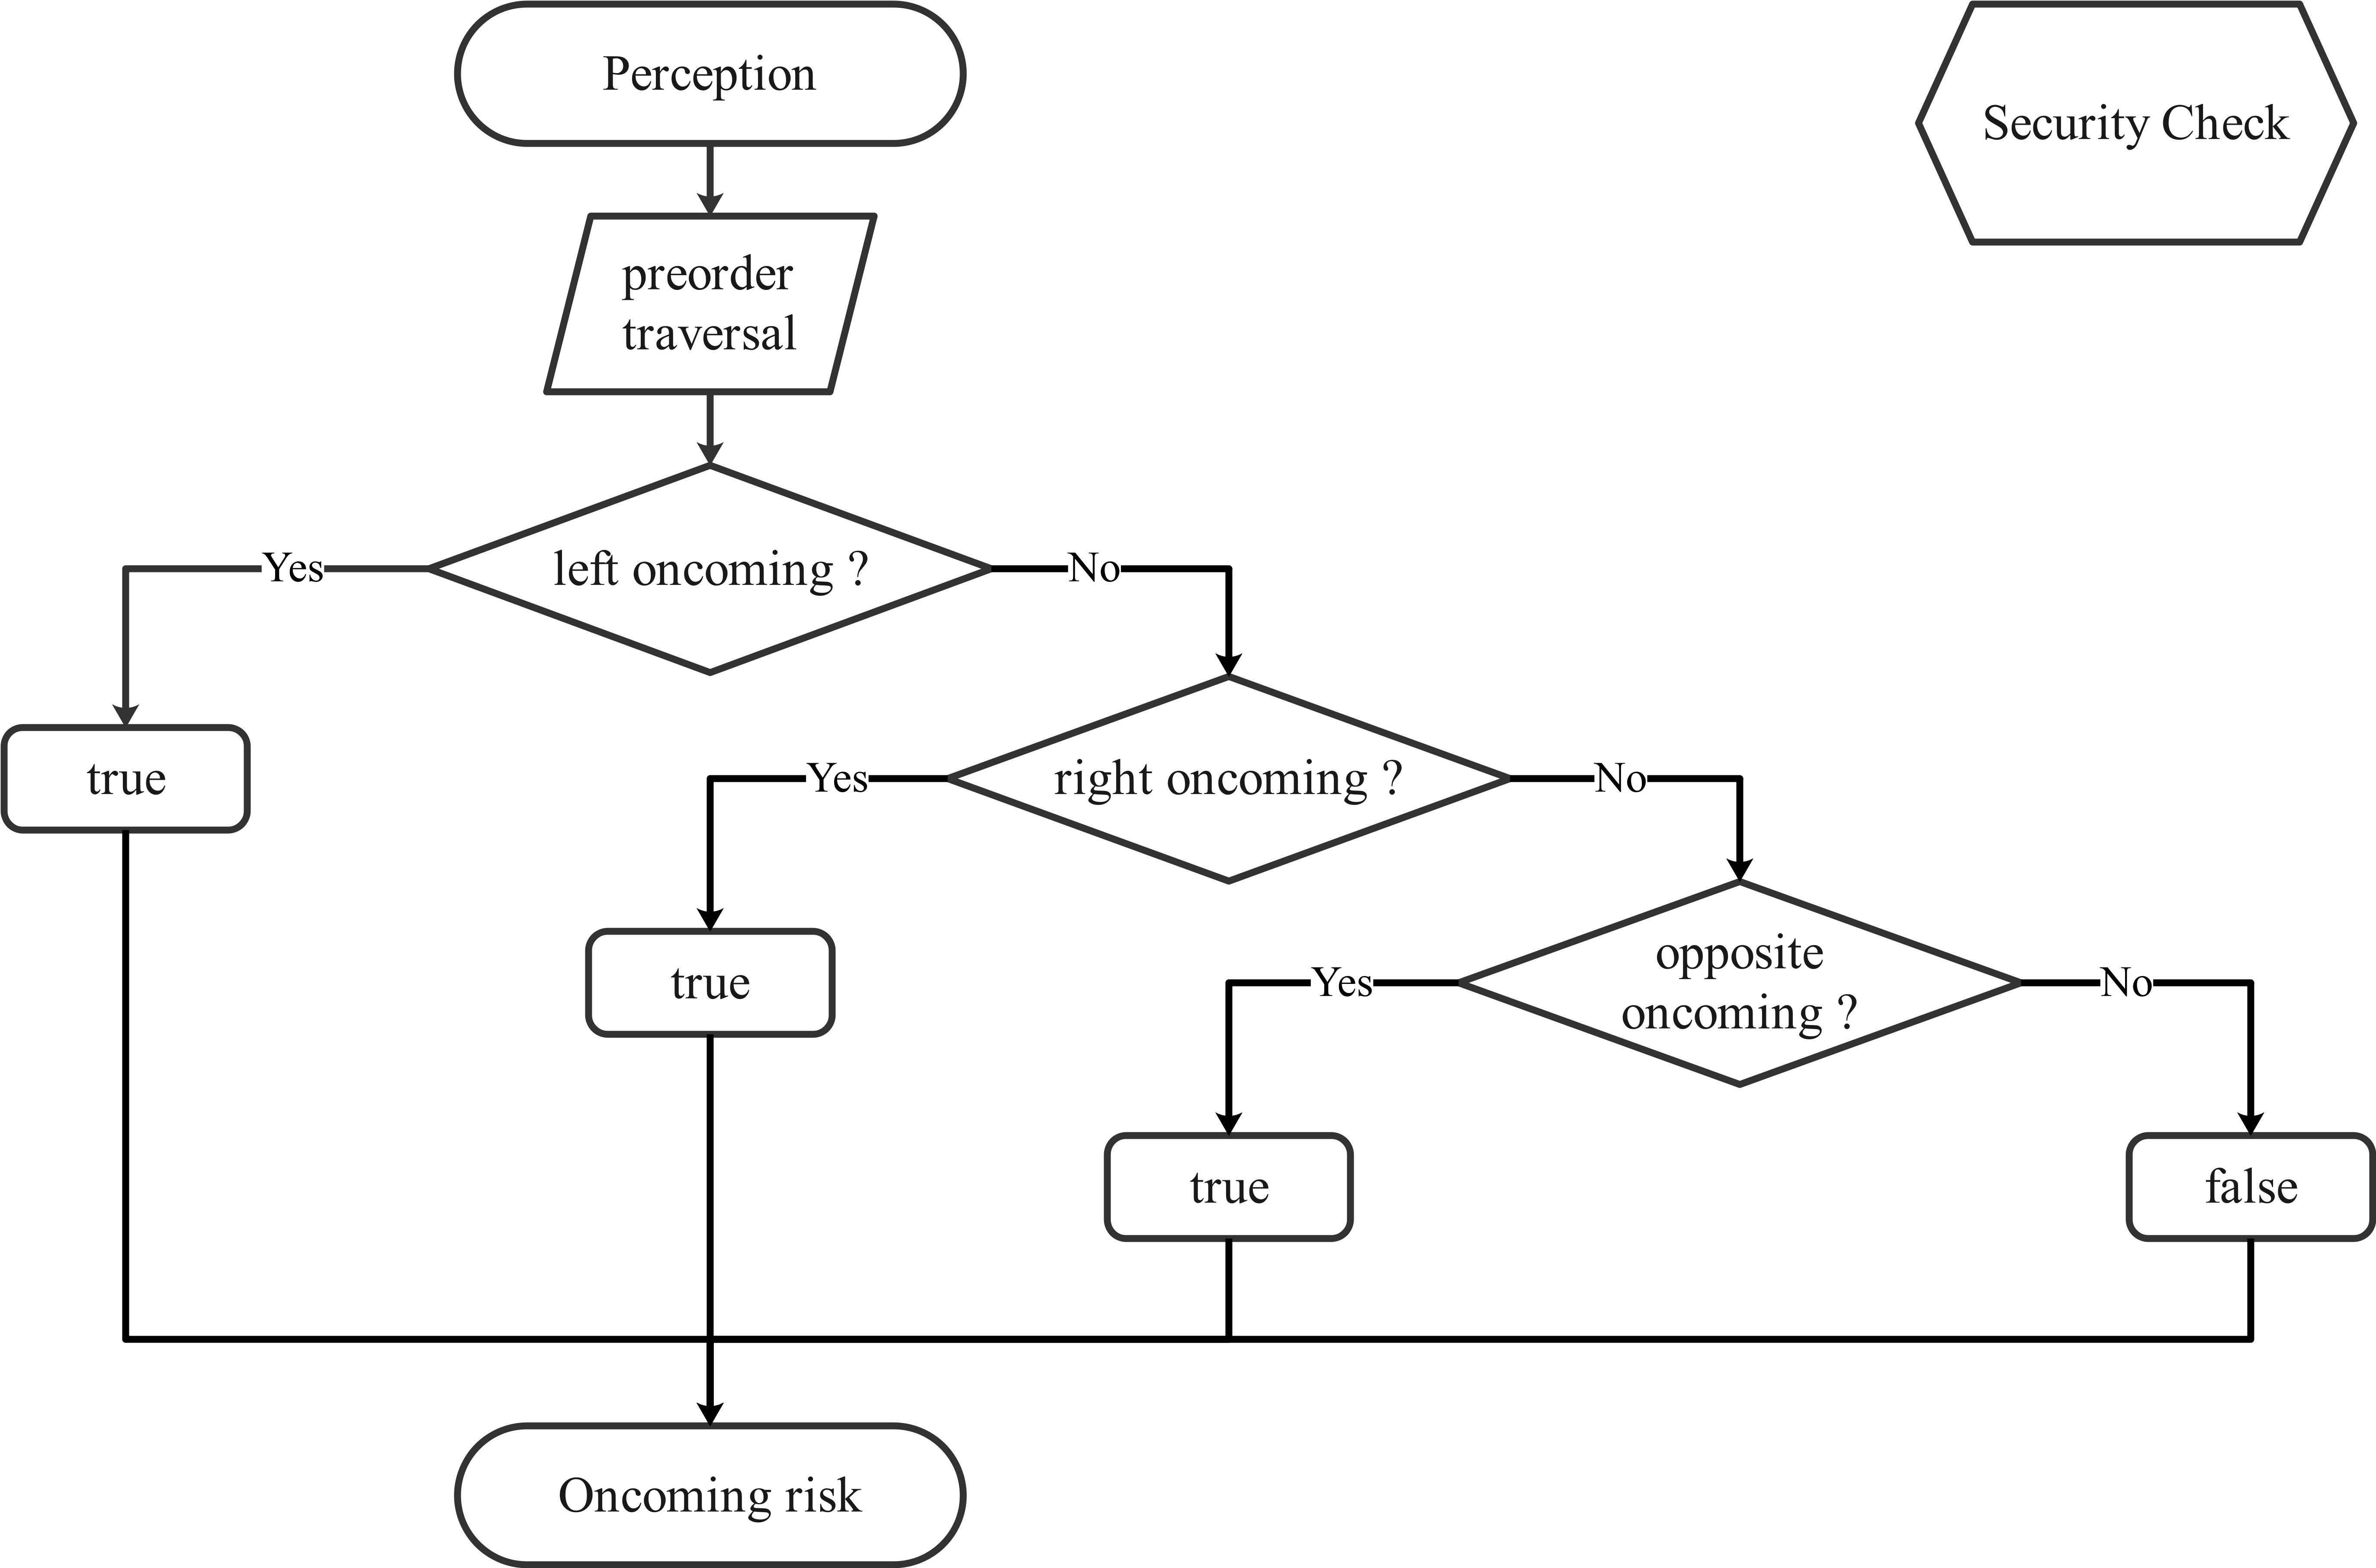 Perception
Security Check
preorder
traversal
left oncoming ?
Yes
No
true
right oncoming ?
Yes
No
true
opposite
oncoming ?
Yes
No
true
false
Oncoming risk